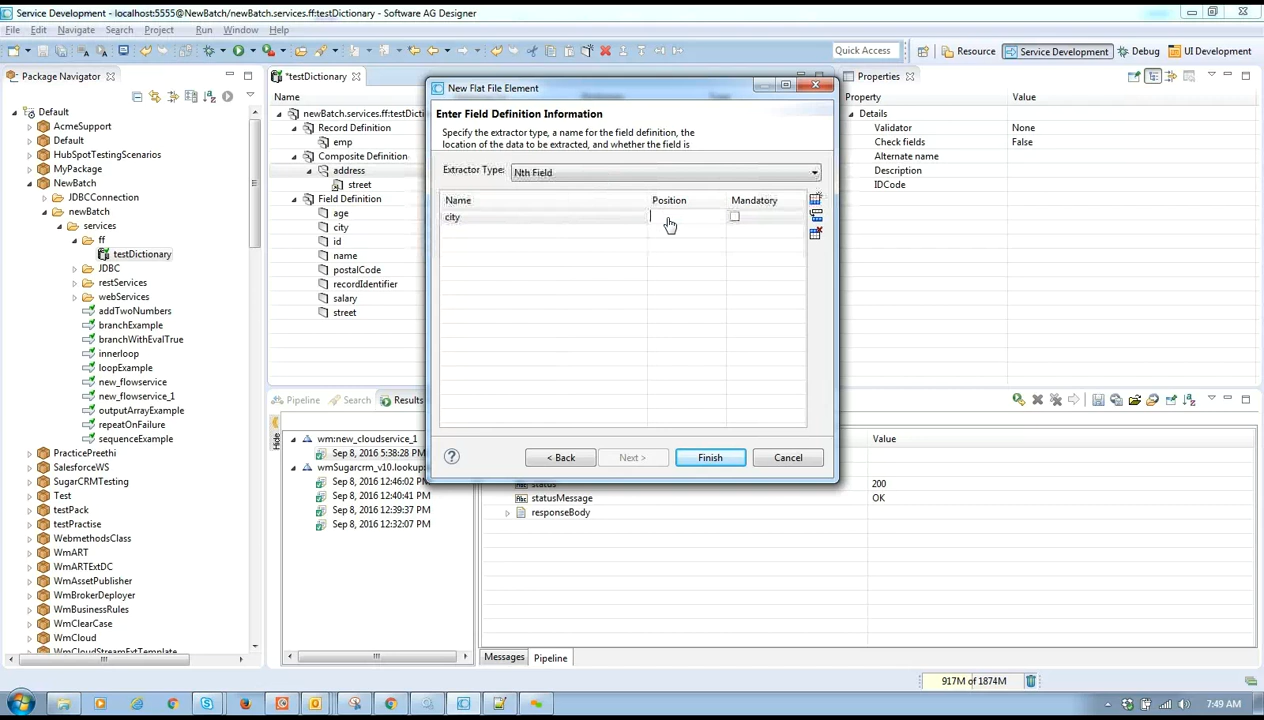 Service Development - localhost:5555@NewBatch/newBatch.services.ff:testDictionary - Software AG Designer
File Edit Navigate Search Project Run Window Help
Quick Access Resource Service Development Debug UI Development
Package Navigator
*testDictionary
New Flat File Element
Properties
Name
Property Value
Default
AcmeSupport
Default
HubSpotTestingScenarios
MyPackage
NewBatch
JDBCConnection
newBatch
services
ff
testDictionary
JDBC
restServices
webServices
addTwoNumbers
branchExample
branchWithEvalTrue
innerloop
loopExample
new_flowservice
new_flowservice_1
outputArrayExample
repeatOnFailure
sequenceExample
PracticePreethi
SalesforceWS
SugarCRMTesting
Test
testPack
testPractise
WebmethodsClass
WmART
WmARTExtDC
WmAssetPublisher
WmBrokerDeployer
WmBusinessRules
WmClearCase
WmCloud
WmCloudStreamExtTemplate
newBatch.services.ff:testDicti
Record Definition
emp
Composite Definition
address
street
Field Definition
age
city
id
name
postalCode
recordIdentifier
salary
street
Enter Field Definition Information
Specify the extractor type, a name for the field definition, the
location of the data to be extracted, and whether the field is
Extractor Type: Nth Field
Name Position Mandatory
city
< Back Next > Finish Cancel
Details
Validator None
Check fields False
Alternate name
Description
IDCode
Pipeline Search Results
Hide
wm:new_cloudservice_1
Sep 8, 2016 5:38:28 PM
wmSugarcrm_v10.lookup:
Sep 8, 2016 12:46:02 PM
Sep 8, 2016 12:40:41 PM
Sep 8, 2016 12:39:37 PM
Sep 8, 2016 12:32:07 PM
Value
status 200
statusMessage OK
responseBody
Messages Pipeline
917M of 1874M
7:49 AM